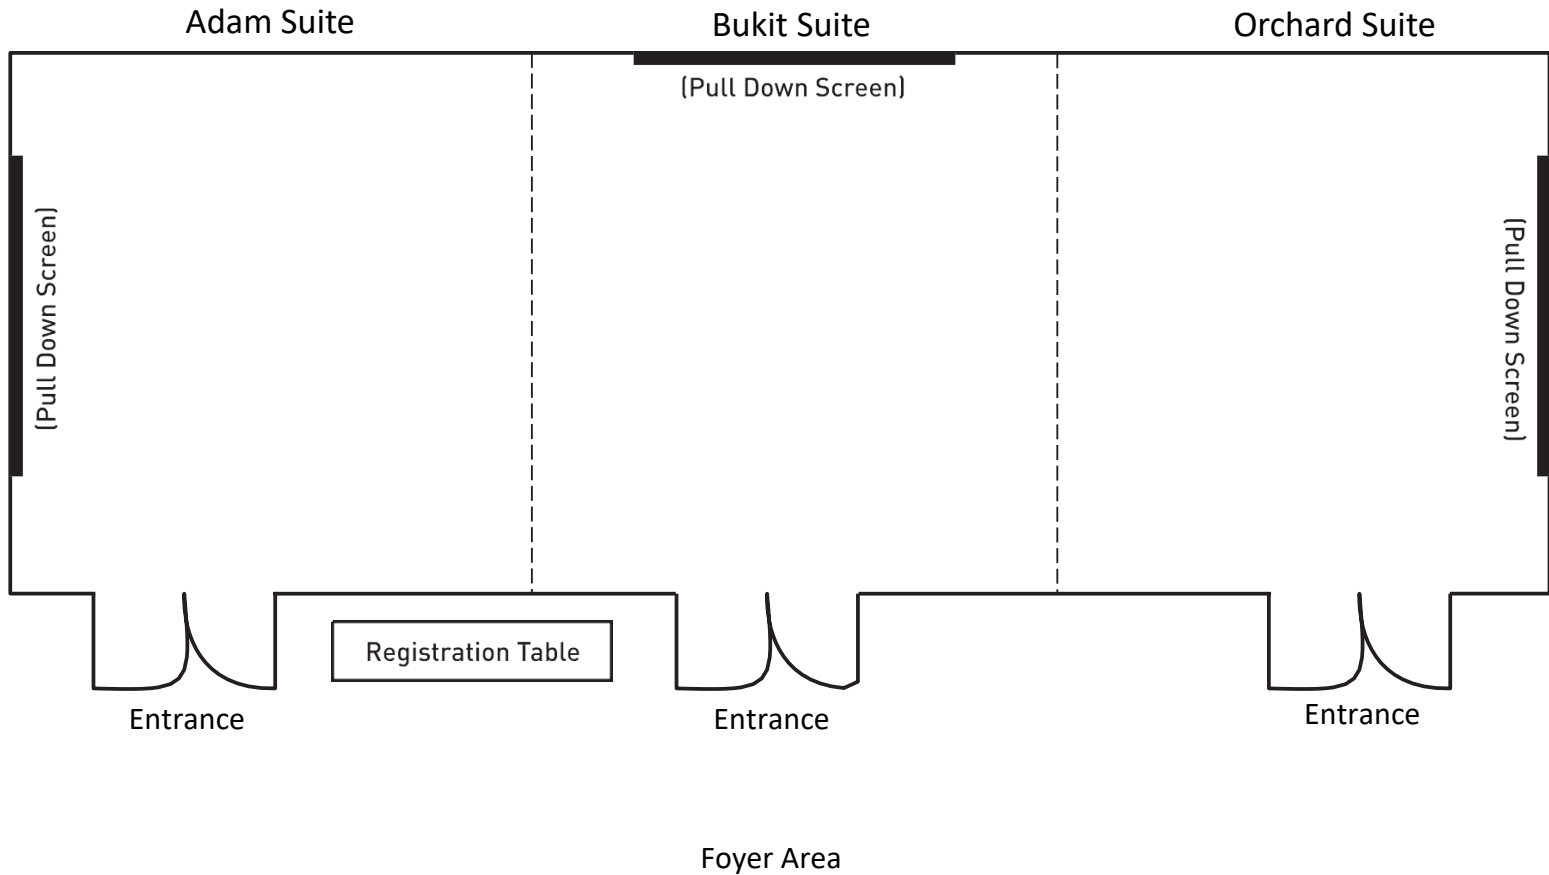 Adam Suite
Bukit Suite
Orchard Suite
(Pull Down Screen)
(Pull Down Screen)
(Pull Down Screen)
Registration Table
Entrance
Entrance
Entrance
Foyer Area